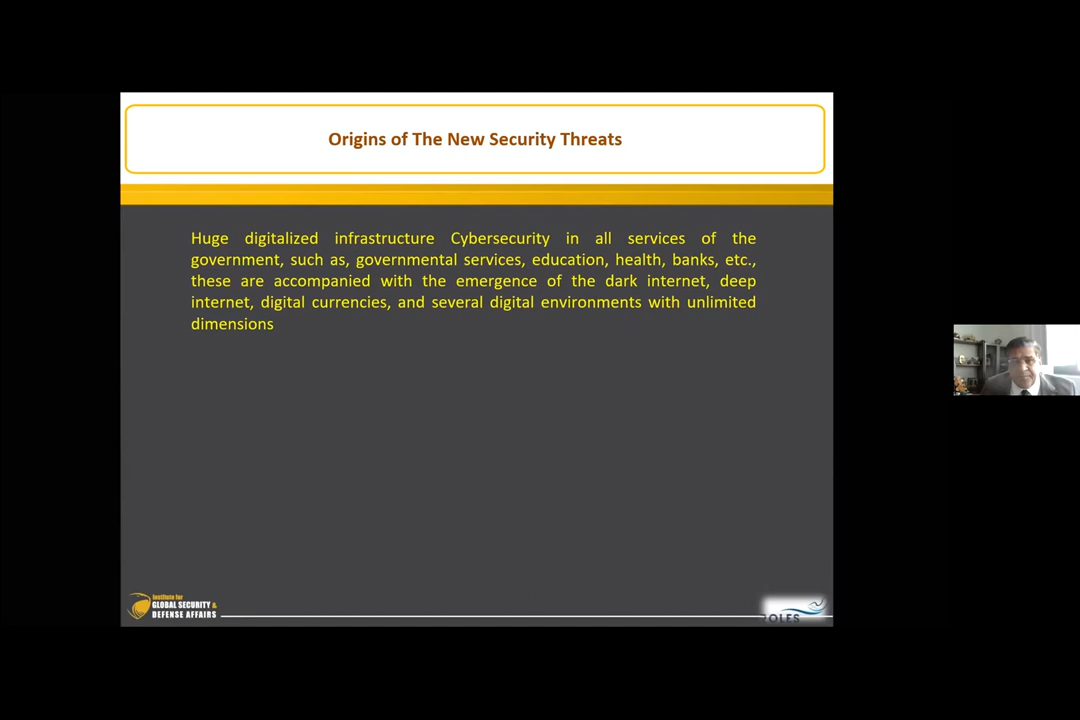 Origins of The New Security Threats
Huge digitalized infrastructure Cybersecurity in all services of the
government, such as, governmental services, education, health, banks, etc.,
these are accompanied with the emergence of the dark internet, deep
internet, digital currencies, and several digital environments with unlimited
dimensions
Institute for
GLOBAL SECURITY &
DEFENSE AFFAIRS